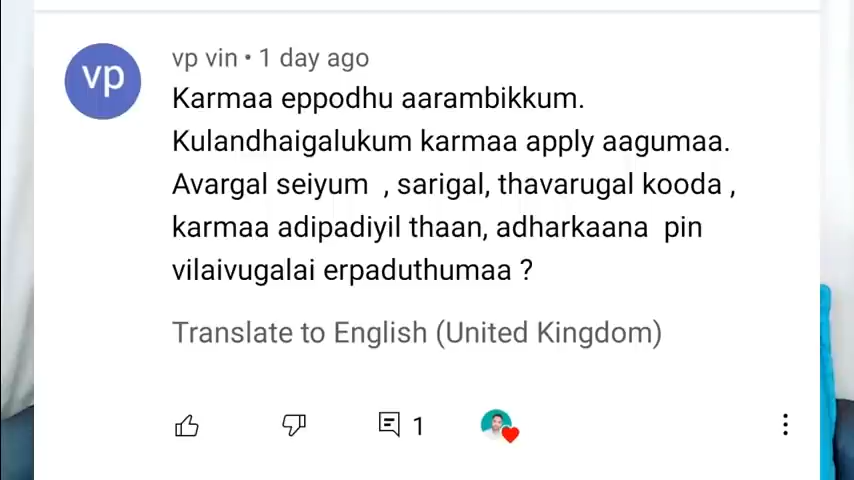 vp
vp vin • 1 day ago
Karmaa eppodhu aarambikkum.
Kulandhaigalukum karmaa apply aagumaa.
Avargal seiyum , sarigal, thavarugal kooda ,
karmaa adipadiyil thaan, adharkaana pin
vilaivugalai erpaduthumaa ?
Translate to English (United Kingdom)
1